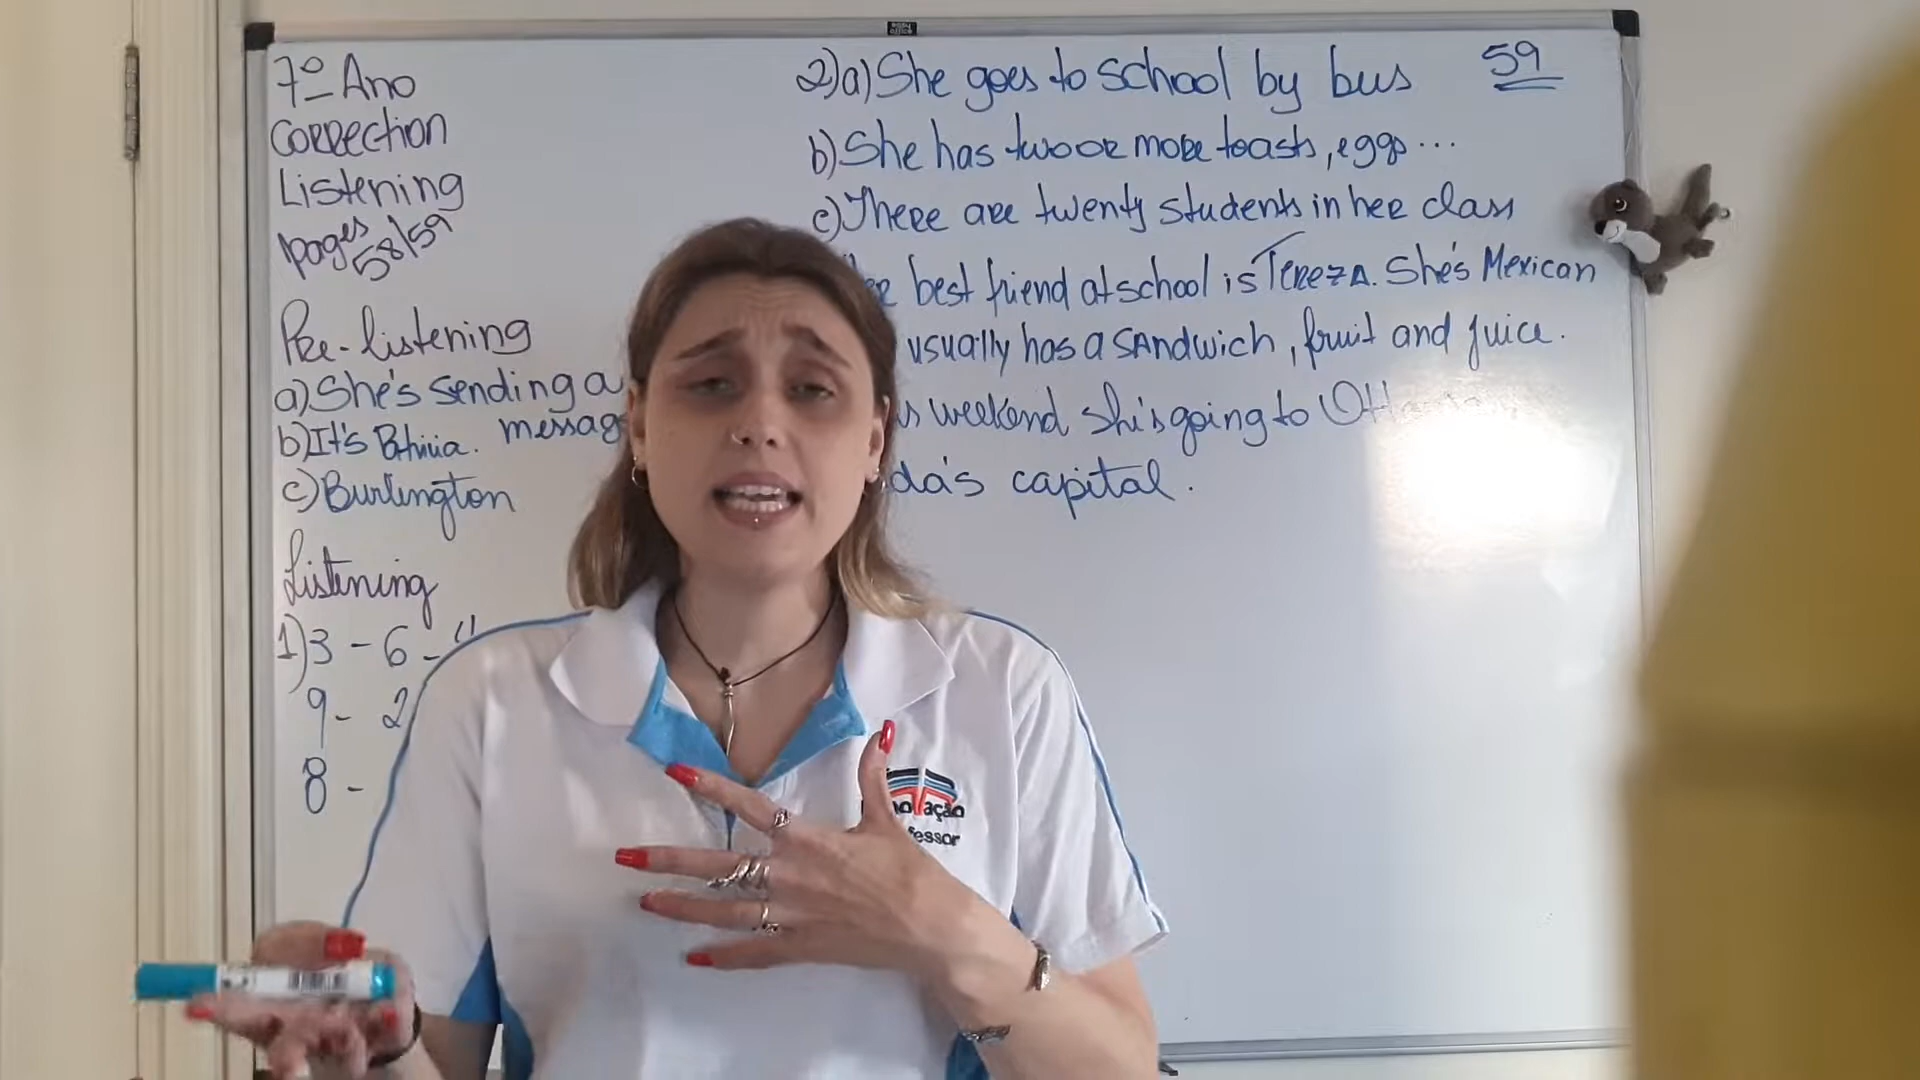 7º Ano
Correction
Listening
pages
58/59
Pre-listening
a) She's sending a
message
b) It's
c) Burlington
Listening
1) 3 - 6 - 11
9 - 2
8 -
59
2) a) She goes to school by bus
b) She has two or more toasts, eggs ...
c) There are twenty students in her class
best friend at school is Tereza. She's Mexican
usually has a sandwich, fruit and juice.
weekend she's going to
capital.